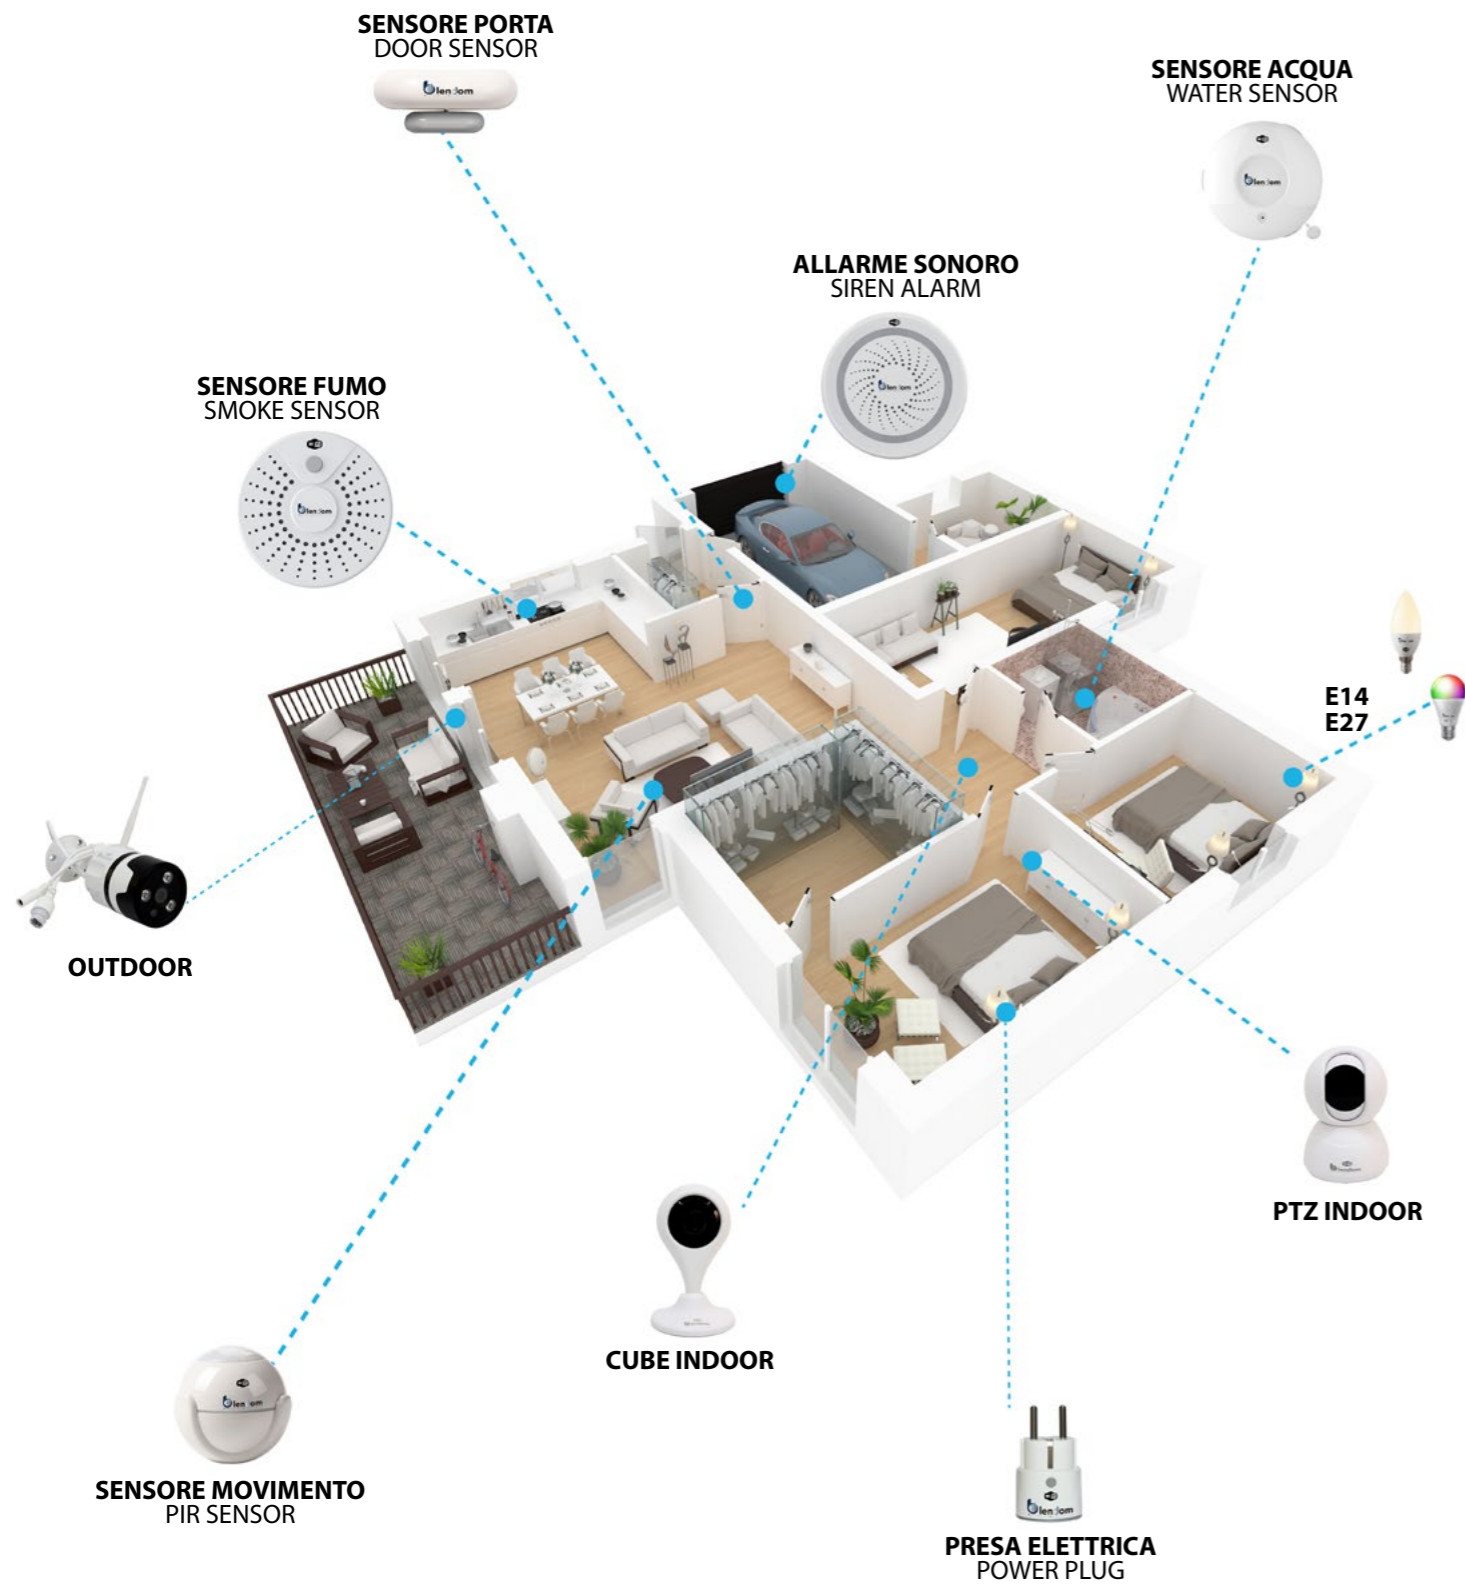 SENSORE PORTA
DOOR SENSOR
SENSORE ACQUA
WATER SENSOR
ALLARME SONORO
SIREN ALARM
SENSORE FUMO
SMOKE SENSOR
E14
E27
OUTDOOR
PTZ INDOOR
CUBE INDOOR
SENSORE MOVIMENTO
PIR SENSOR
PRESA ELETTRICA
POWER PLUG